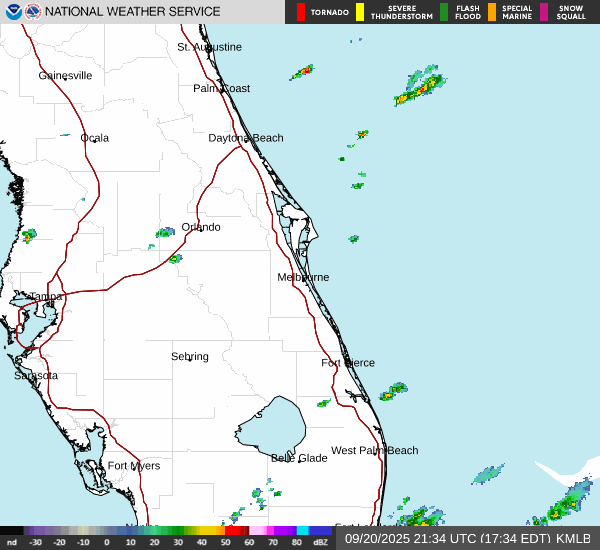 NATIONAL WEATHER SERVICE
TORNADO
SEVERE THUNDERSTORM
FLASH FLOOD
SPECIAL MARINE
SNOW SQUALL
St. Augustine
Gainesville
Palm Coast
Ocala
Daytona Beach
Orlando
Melbourne
Tampa
Sebring
Fort Pierce
Sarasota
West Palm Beach
Belle Glade
Fort Myers
nd -30 -20 -10 0 10 20 30 40 50 60 70 80 dBZ
09/20/2025 21:34 UTC (17:34 EDT) KMLB